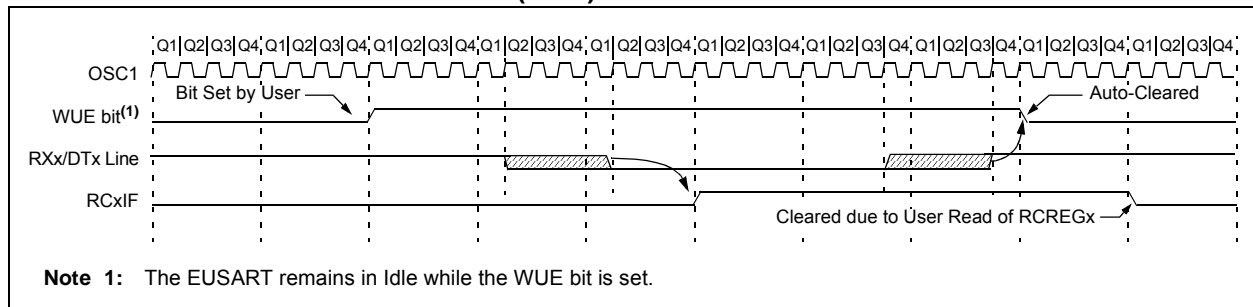 Q1 Q2 Q3 Q4 Q1 Q2 Q3 Q4 Q1 Q2 Q3 Q4 Q1 Q2 Q3 Q4 Q1 Q2 Q3 Q4 Q1 Q2 Q3 Q4 Q1 Q2 Q3 Q4 Q1 Q2 Q3 Q4 Q1 Q2 Q3 Q4 Q1 Q2 Q3 Q4
OSC1
Bit Set by User
Auto-Cleared
WUE bit(1)
RXx/DTx Line
RCxIF
Cleared due to User Read of RCREGx
Note 1: The EUSART remains in Idle while the WUE bit is set.